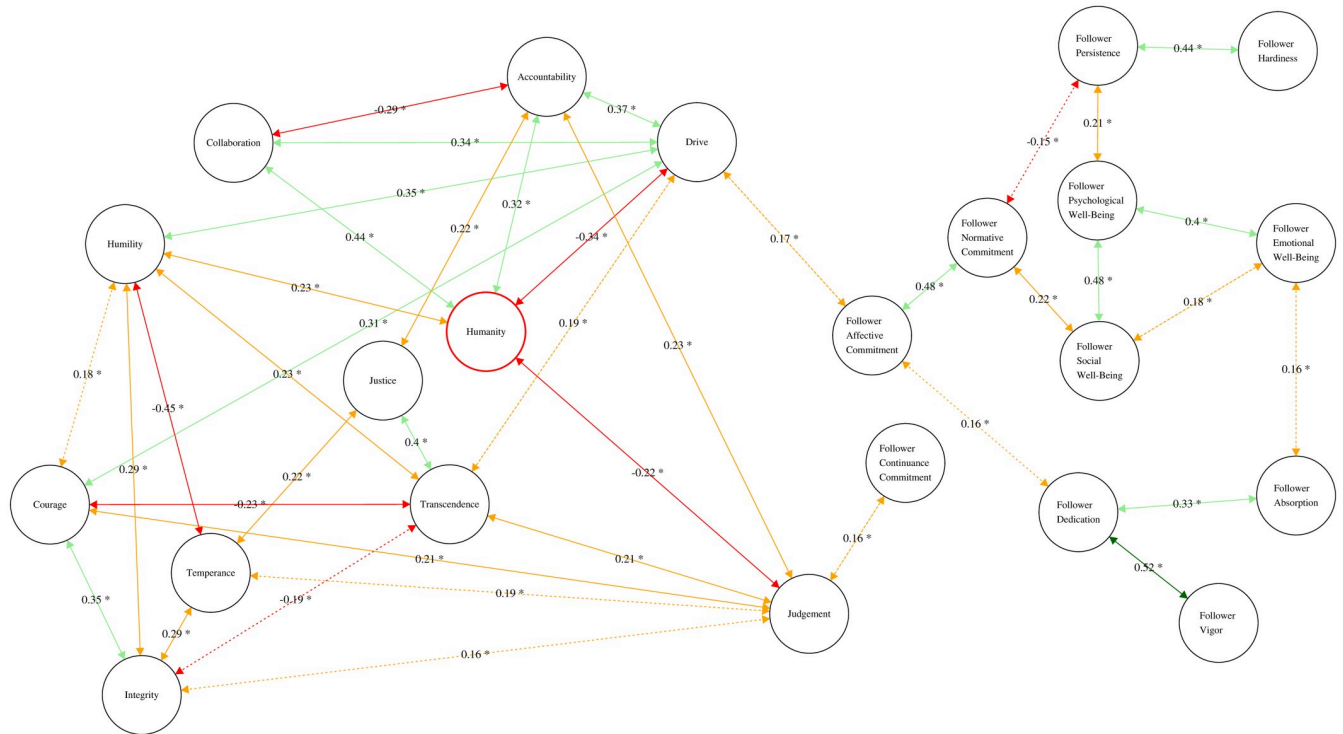 Accountability
Collaboration
Drive
Humility
Humanity
Justice
Courage
Transcendence
Temperance
Judgement
Integrity
Follower
Persistence
Follower
Hardiness
Follower
Psychological
Well-Being
Follower
Normative
Commitment
Follower
Emotional
Well-Being
Follower
Affective
Commitment
Follower
Social
Well-Being
Follower
Continuance
Commitment
Follower
Dedication
Follower
Absorption
Follower
Vigor
-0.29 *
0.37 *
0.34 *
0.35 *
0.32 *
0.22 *
0.44 *
-0.34 *
0.17 *
0.23 *
0.31 *
0.19 *
0.23 *
0.18 *
0.23 *
-0.45 *
0.4 *
0.29 *
0.22 *
-0.22 *
-0.23 *
0.21 *
0.21 *
0.16 *
0.19 *
-0.19 *
0.35 *
0.29 *
0.16 *
0.44 *
0.21 *
-0.15 *
0.4 *
0.48 *
0.48 *
0.22 *
0.18 *
0.16 *
0.16 *
0.33 *
0.52 *